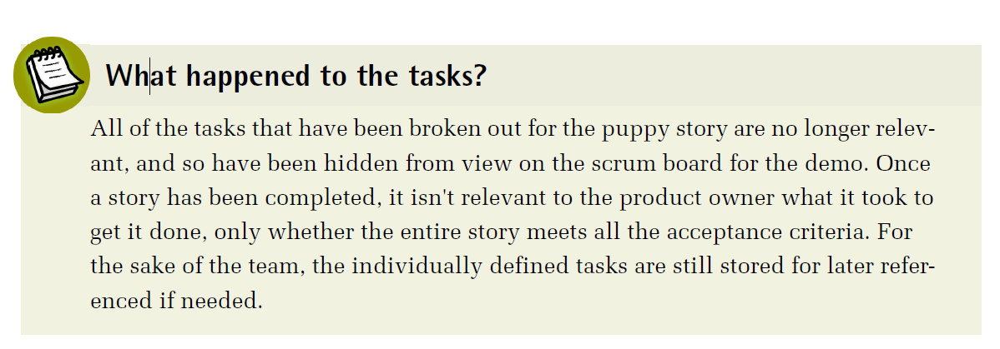 What happened to the tasks?
All of the tasks that have been broken out for the puppy story are no longer relev-
ant, and so have been hidden from view on the scrum board for the demo. Once
a story has been completed, it isn't relevant to the product owner what it took to
get it done, only whether the entire story meets all the acceptance criteria. For
the sake of the team, the individually defined tasks are still stored for later refer-
enced if needed.